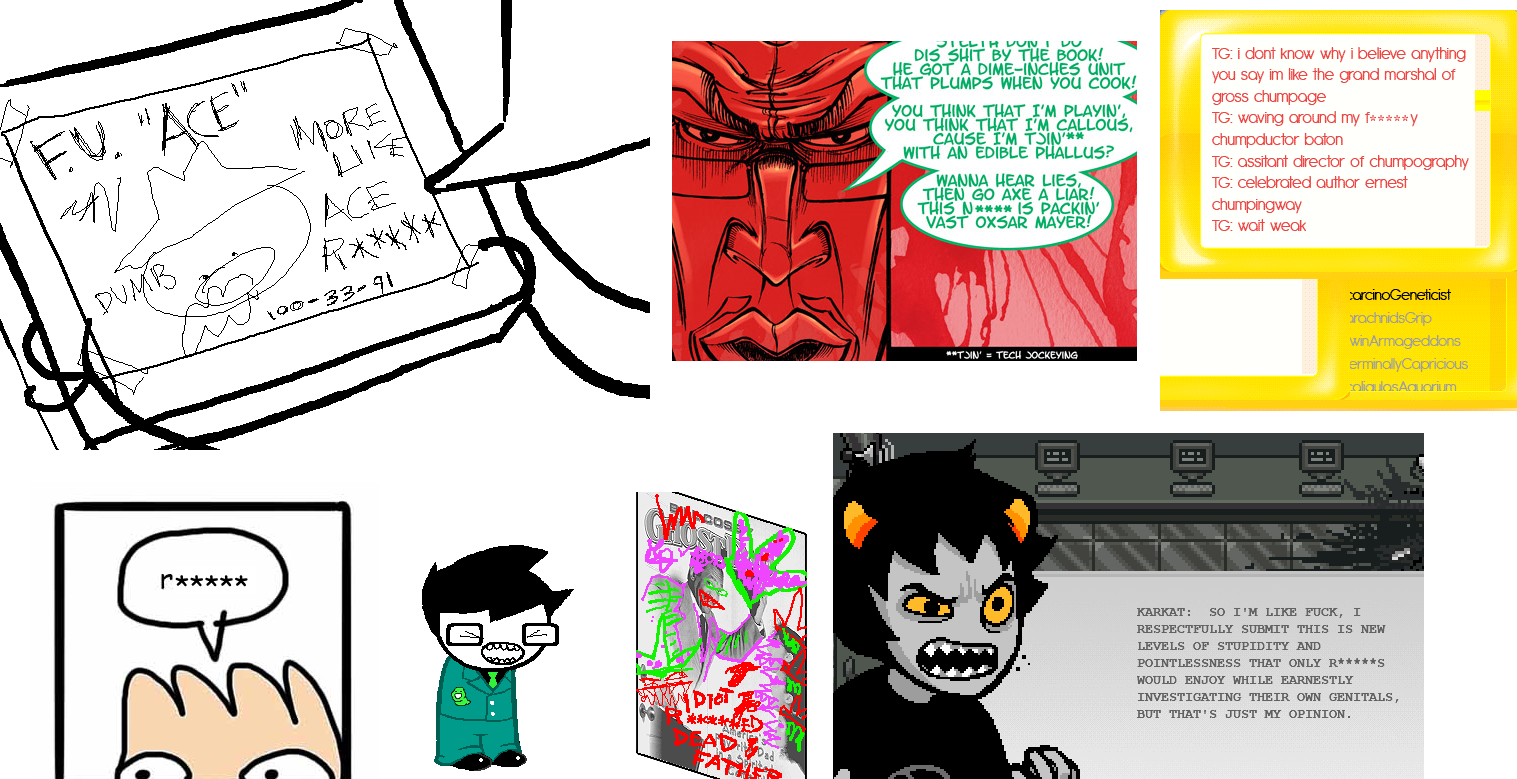 F.U. "ACE"
MORE
LIKE
ACE
R*****
DUMB
100-33-91
DIS SHIT BY THE BOOK!
HE GOT A DIME-INCHES UNIT
THAT PLUMPS WHEN YOU COOK!
YOU THINK THAT I'M PLAYIN',
YOU THINK THAT I'M CALLOUS,
CAUSE I'M TJIN'**
WITH AN EDIBLE PHALLUS?
WANNA HEAR LIES,
THEN GO AXE A LIAR!
THIS N**** IS PACKIN'
VAST OXSAR MAYER!
**TJIN' = TECH JOCKEYING
TG: i dont know why i believe anything
you say im like the grand marshal of
gross chumpage
TG: waving around my f*****y
chumpductor baton
TG: assitant director of chumpography
TG: celebrated author ernest
chumpingway
TG: wait weak
carcinoGeneticist
arachnidsGrip
winArmageddons
erminallyCapricious
caligulasAquarium
r*****
IDIOT
R*****ED
DEAD
FATHER
KARKAT: SO I'M LIKE FUCK, I
RESPECTFULLY SUBMIT THIS IS NEW
LEVELS OF STUPIDITY AND
POINTLESSNESS THAT ONLY R*****S
WOULD ENJOY WHILE EARNESTLY
INVESTIGATING THEIR OWN GENITALS,
BUT THAT'S JUST MY OPINION.